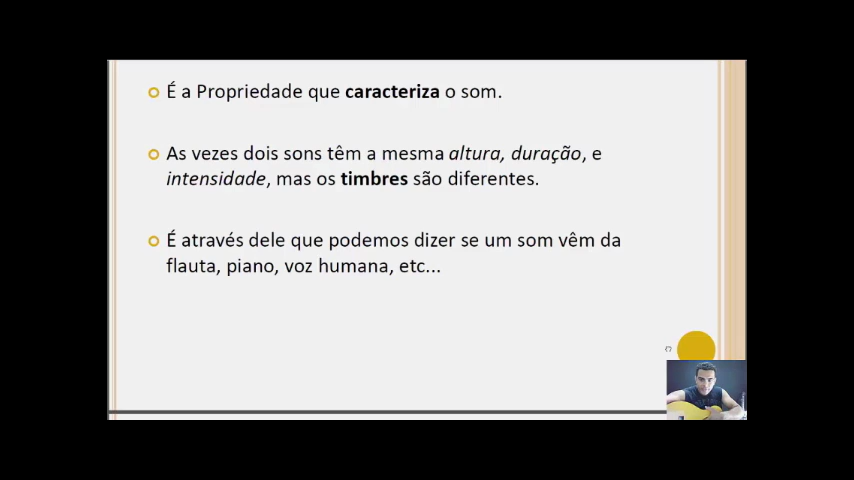 É a Propriedade que caracteriza o som.
As vezes dois sons têm a mesma altura, duração, e
intensidade, mas os timbres são diferentes.
É através dele que podemos dizer se um som vêm da
flauta, piano, voz humana, etc...